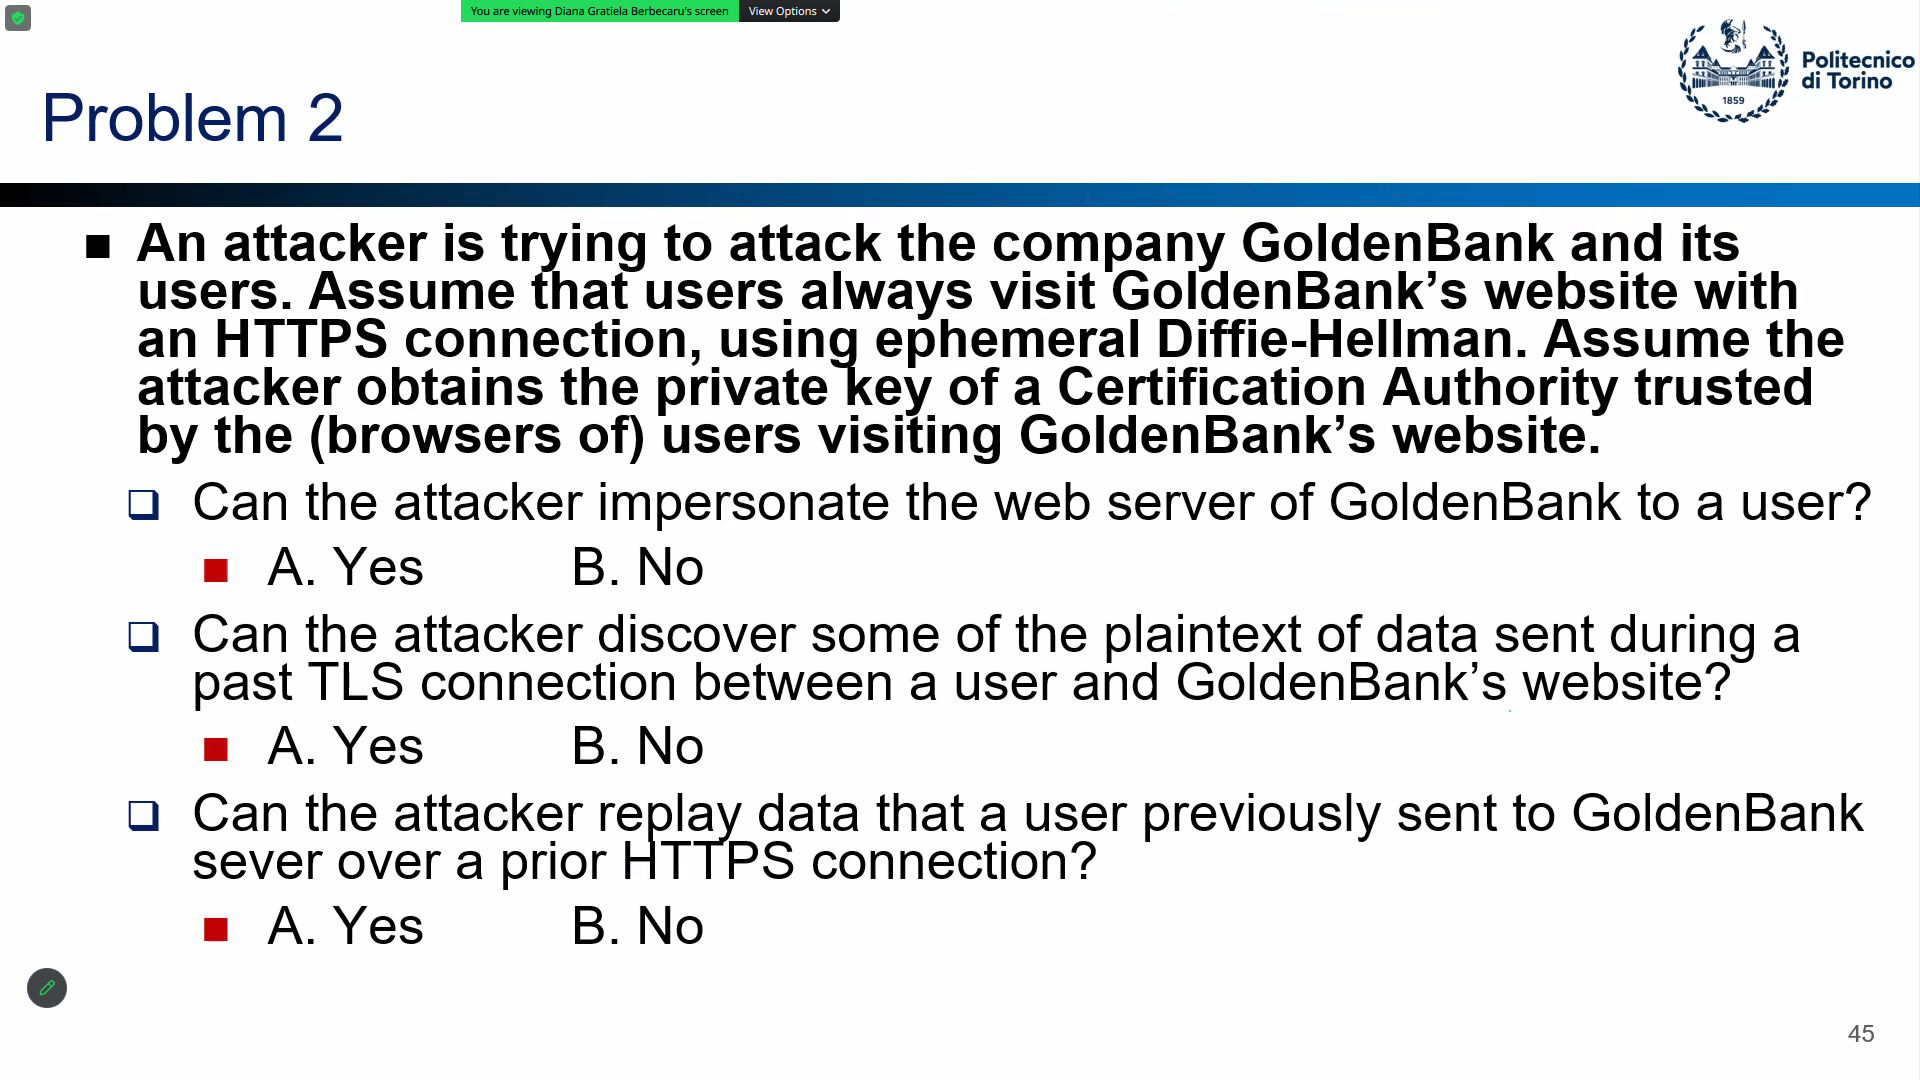 You are viewing Diana Gratiela Berbecaru's screen
View Options
Politecnico
di Torino
1859
Problem 2
An attacker is trying to attack the company GoldenBank and its
users. Assume that users always visit GoldenBank’s website with
an HTTPS connection, using ephemeral Diffie-Hellman. Assume the
attacker obtains the private key of a Certification Authority trusted
by the (browsers of) users visiting GoldenBank’s website.
Can the attacker impersonate the web server of GoldenBank to a user?
A. Yes B. No
Can the attacker discover some of the plaintext of data sent during a
past TLS connection between a user and GoldenBank’s website?
A. Yes B. No
Can the attacker replay data that a user previously sent to GoldenBank
sever over a prior HTTPS connection?
A. Yes B. No
45